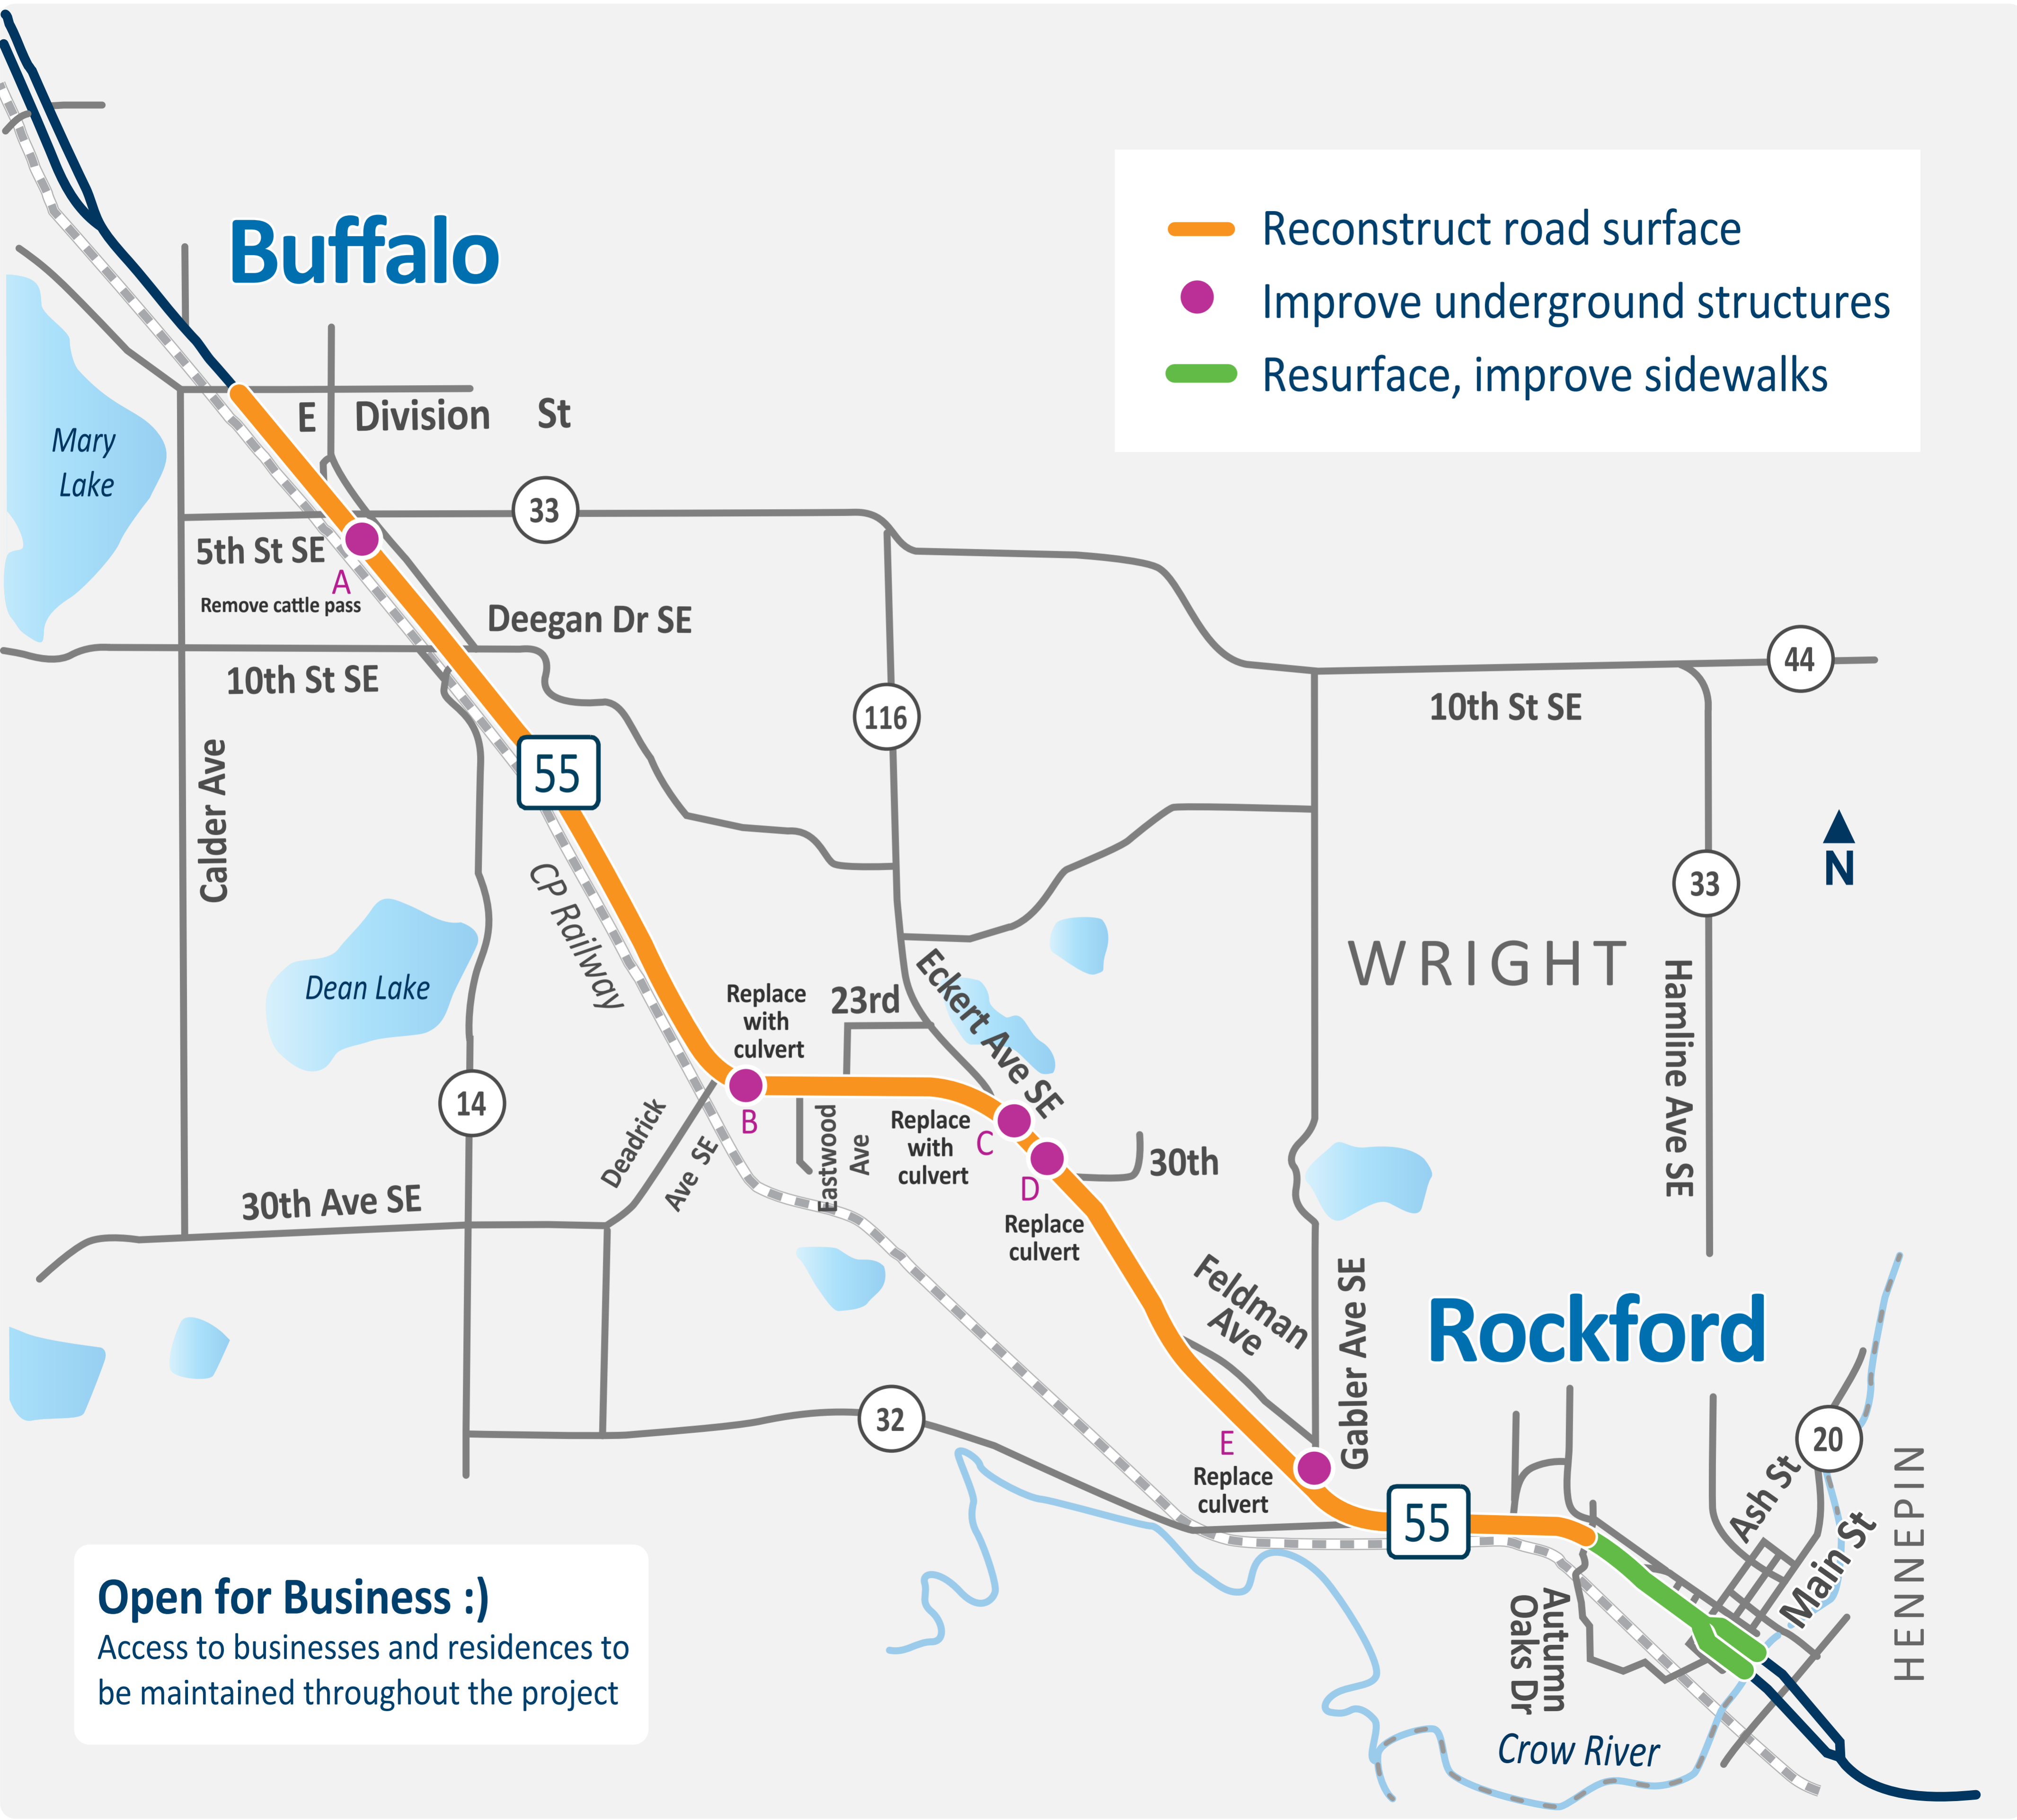 Buffalo
Reconstruct road surface
Improve underground structures
Resurface, improve sidewalks
E Division St
Mary
Lake
33
5th St SE
A
Remove cattle pass
Deegan Dr SE
10th St SE
44
10th St SE
116
55
Calder Ave
CP Railway
33
N
WRIGHT
Hamline Ave SE
Dean Lake
Replace
with
culvert
23rd
Eckert Ave SE
14
B
Deadrick
Ave SE
Eastwood
Ave
Replace
with
culvert
C
D
30th
Replace
culvert
30th Ave SE
Feldman
Ave
Gabler Ave SE
Rockford
32
E
Replace
culvert
55
20
Ash St
Main St
HENNEPIN
Autumn
Oaks Dr
Crow River
Open for Business :)
Access to businesses and residences to
be maintained throughout the project